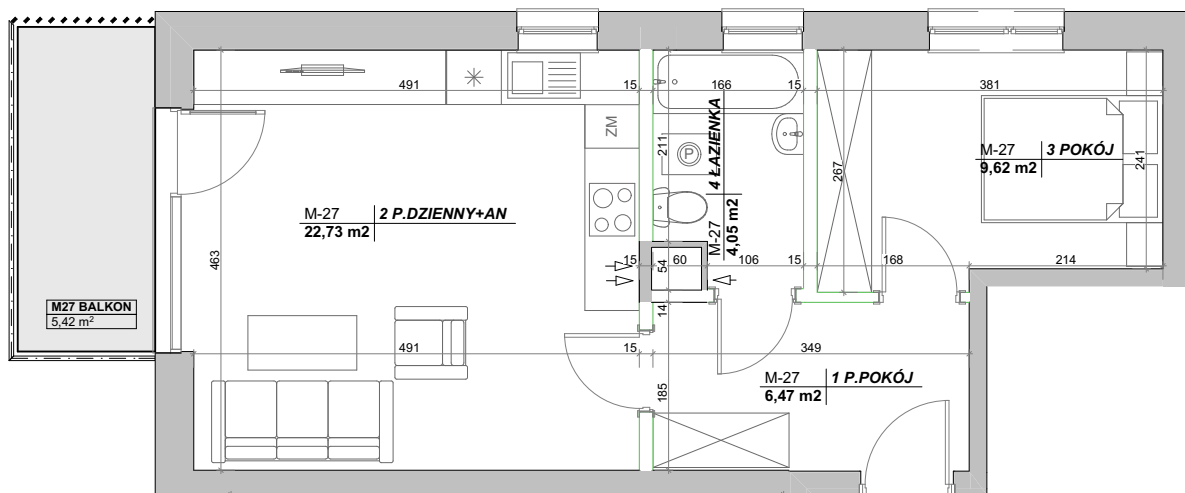 491
15
166
15
381
ZM
211
P
4 ŁAZIENKA
M-27
4,05 m2
267
M-27 3 POKÓJ
9,62 m2
241
M-27 2 P.DZIENNY+AN
22,73 m2
463
15
60
54
106
15
168
214
14
M27 BALKON
5,42 m²
491
15
349
185
M-27 1 P.POKÓJ
6,47 m2